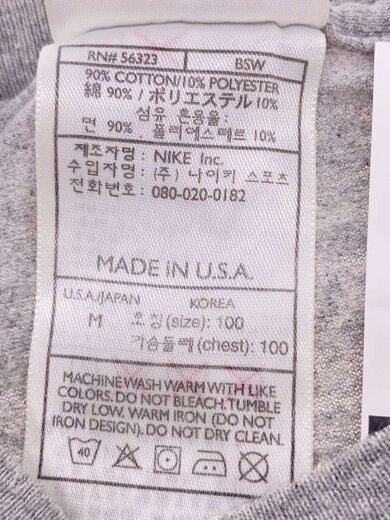 RN# 56323 BSW
90% COTTON/10% POLYESTER
綿 90% / ポリエステル 10%
섬유 혼용율:
면 90% , 폴리에스테르 10%
제조자명 : NIKE Inc.
수입자명 : (주) 나이키 스포츠
전화번호 : 080-020-0182
MADE IN U.S.A.
U.S.A./JAPAN KOREA
M 호칭(size): 100
가슴둘레(chest): 100
MACHINE WASH WARM WITH LIKE
COLORS. DO NOT BLEACH. TUMBLE
DRY LOW. WARM IRON (DO NOT
IRON DESIGN). DO NOT DRY CLEAN.
40